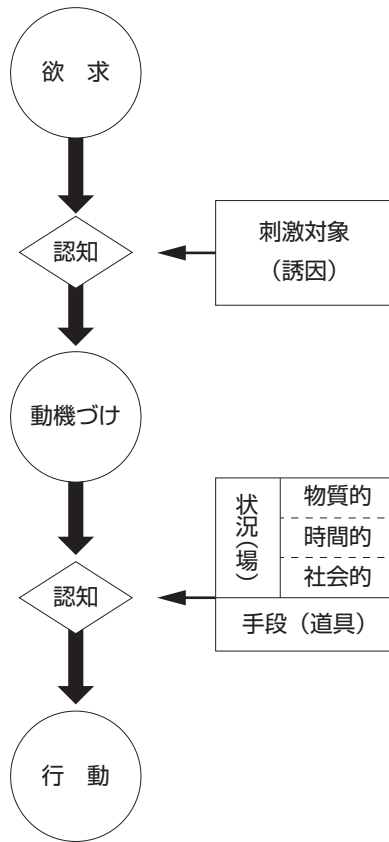 欲 求
認知
刺激対象
（誘因）
動機づけ
状況（場）
物質的
時間的
社会的
認知
手段（道具）
行 動